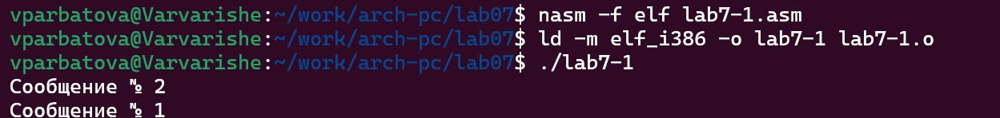 vparbatova@Varvarishe:~/work/arch-pc/lab07$ nasm -f elf lab7-1.asm
vparbatova@Varvarishe:~/work/arch-pc/lab07$ ld -m elf_i386 -o lab7-1 lab7-1.o
vparbatova@Varvarishe:~/work/arch-pc/lab07$ ./lab7-1
Сообщение № 2
Сообщение № 1